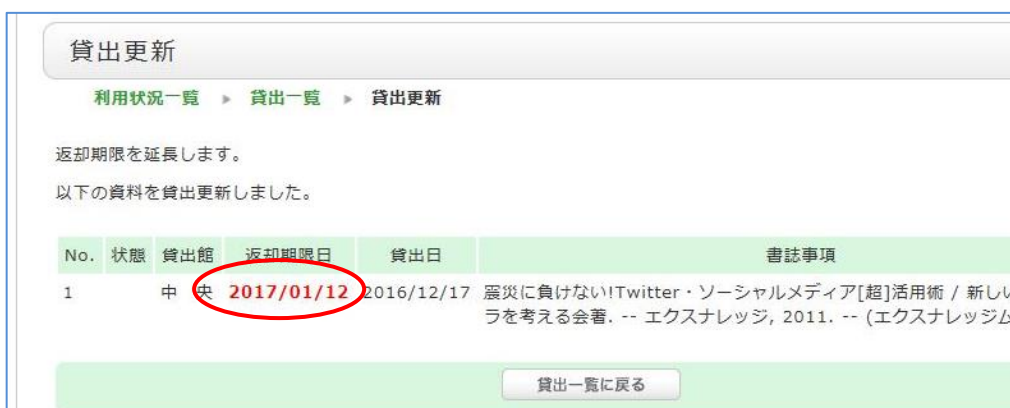 貸出更新
利用状況一覧 ▶ 貸出一覧 ▶ 貸出更新
返却期限を延長します。
以下の資料を貸出更新しました。
No. 状態 貸出館 返却期限日 貸出日 書誌事項
1 中 央 2017/01/12 2016/12/17 震災に負けない!Twitter・ソーシャルメディア[超]活用術 / 新しい
ラを考える会著. -- エクスナレッジ, 2011. -- (エクスナレッジム
貸出一覧に戻る